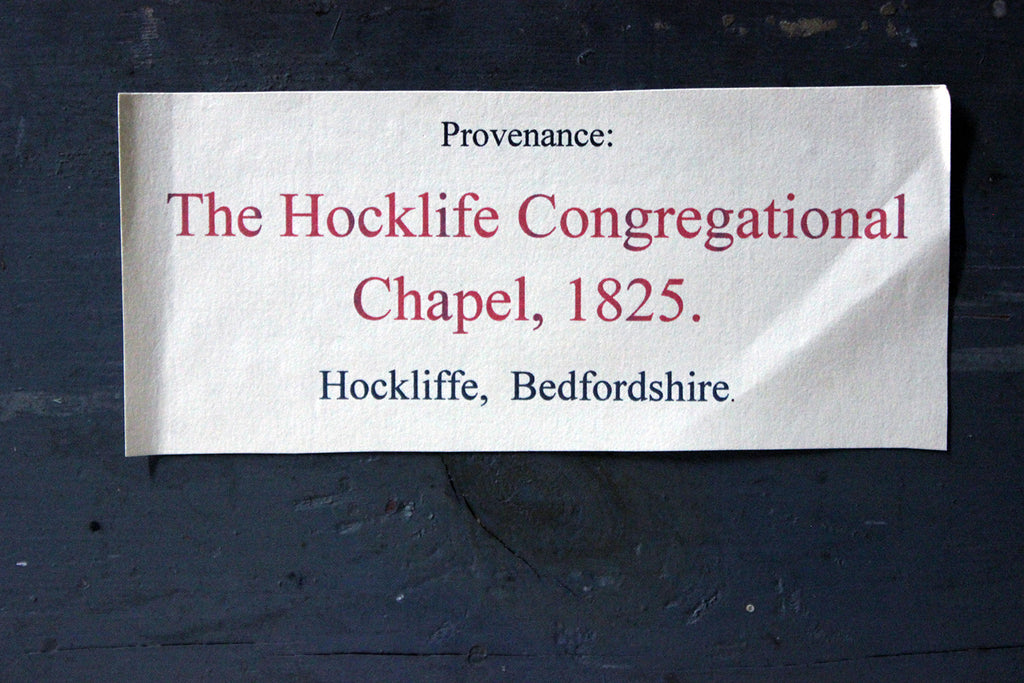 Provenance:
The Hocklife Congregational
Chapel, 1825.
Hockliffe, Bedfordshire.